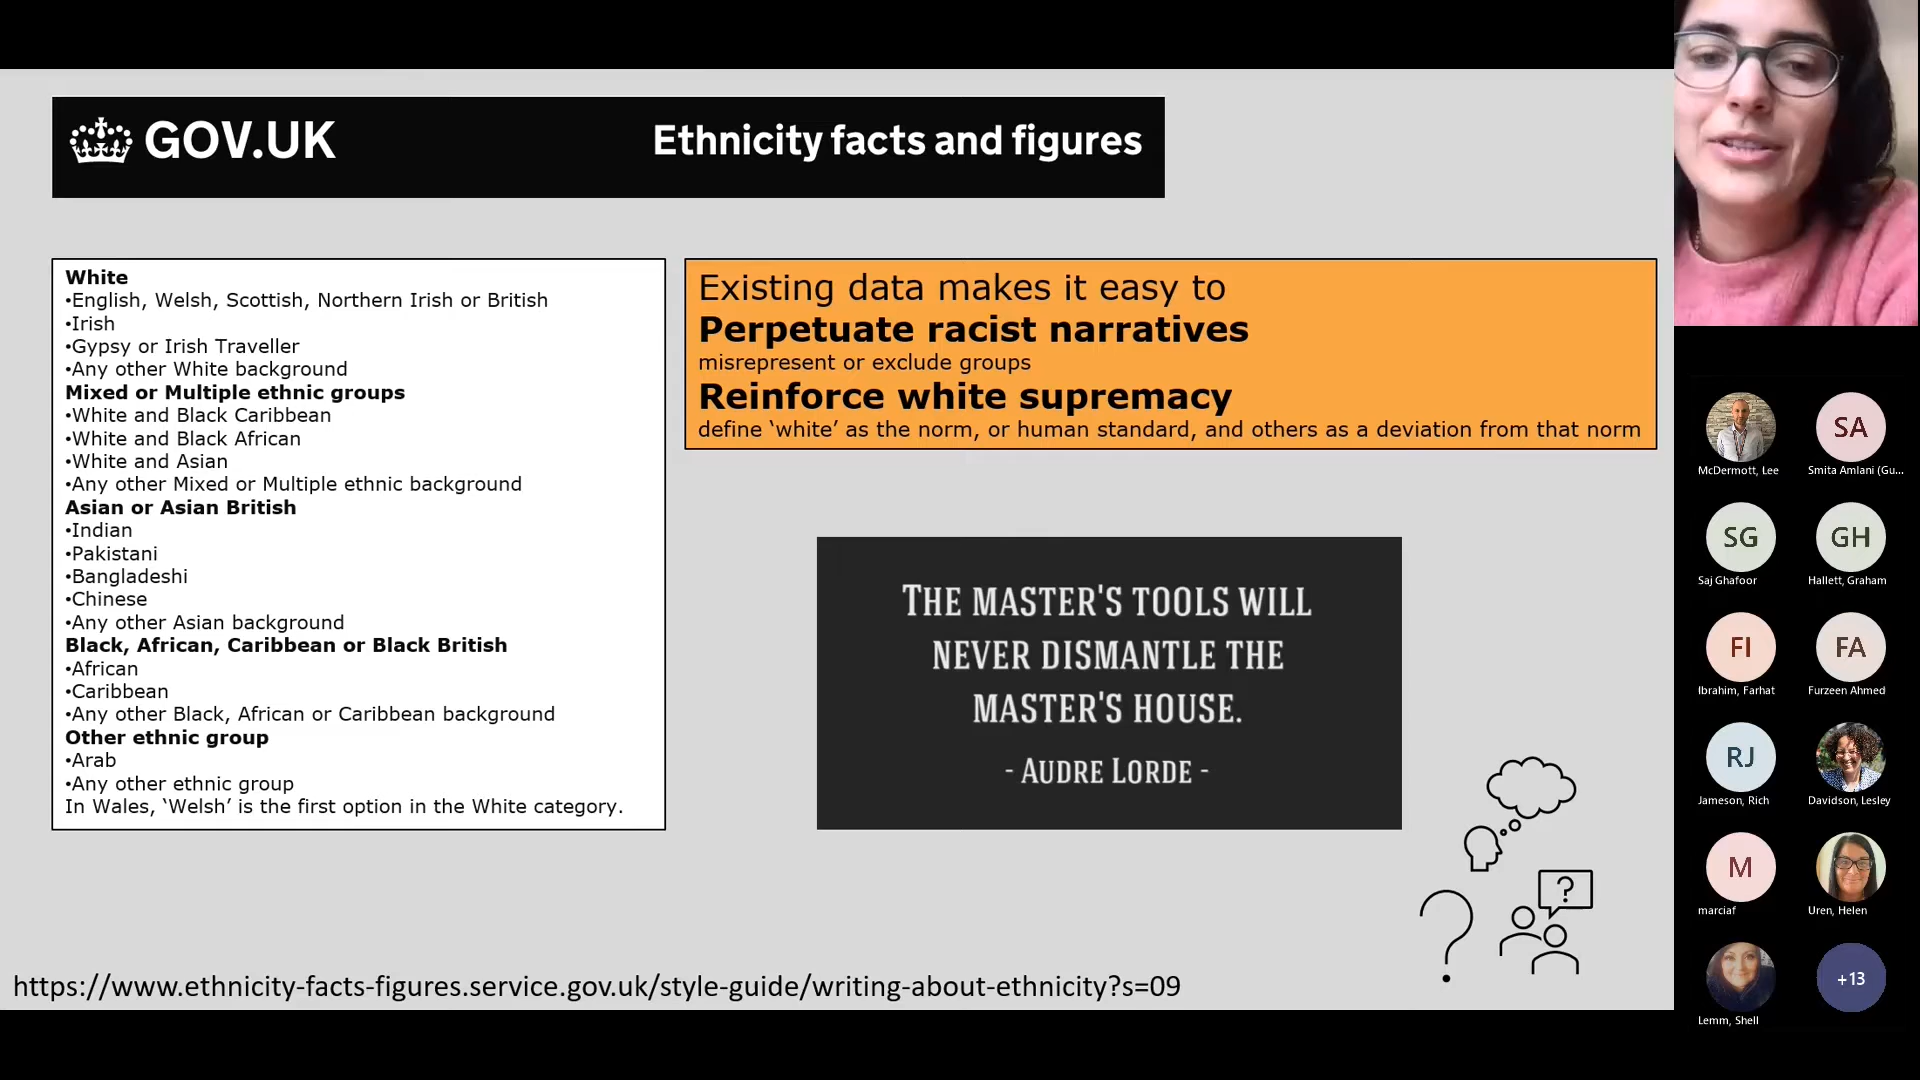 GOV.UK
Ethnicity facts and figures
White
•English, Welsh, Scottish, Northern Irish or British
•Irish
•Gypsy or Irish Traveller
•Any other White background
Mixed or Multiple ethnic groups
•White and Black Caribbean
•White and Black African
•White and Asian
•Any other Mixed or Multiple ethnic background
Asian or Asian British
•Indian
•Pakistani
•Bangladeshi
•Chinese
•Any other Asian background
Black, African, Caribbean or Black British
•African
•Caribbean
•Any other Black, African or Caribbean background
Other ethnic group
•Arab
•Any other ethnic group
In Wales, ‘Welsh’ is the first option in the White category.
Existing data makes it easy to
Perpetuate racist narratives
misrepresent or exclude groups
Reinforce white supremacy
define ‘white’ as the norm, or human standard, and others as a deviation from that norm
THE MASTER'S TOOLS WILL
NEVER DISMANTLE THE
MASTER'S HOUSE.
- AUDRE LORDE -
?
?
https://www.ethnicity-facts-figures.service.gov.uk/style-guide/writing-about-ethnicity?s=09
McDermott, Lee
SA
Smita Amlani (Gu...
SG
Saj Ghafoor
GH
Hallett, Graham
FI
Ibrahim, Farhat
FA
Furzeen Ahmed
RJ
Jameson, Rich
Davidson, Lesley
M
marciaf
Uren, Helen
Lemm, Shell
+13